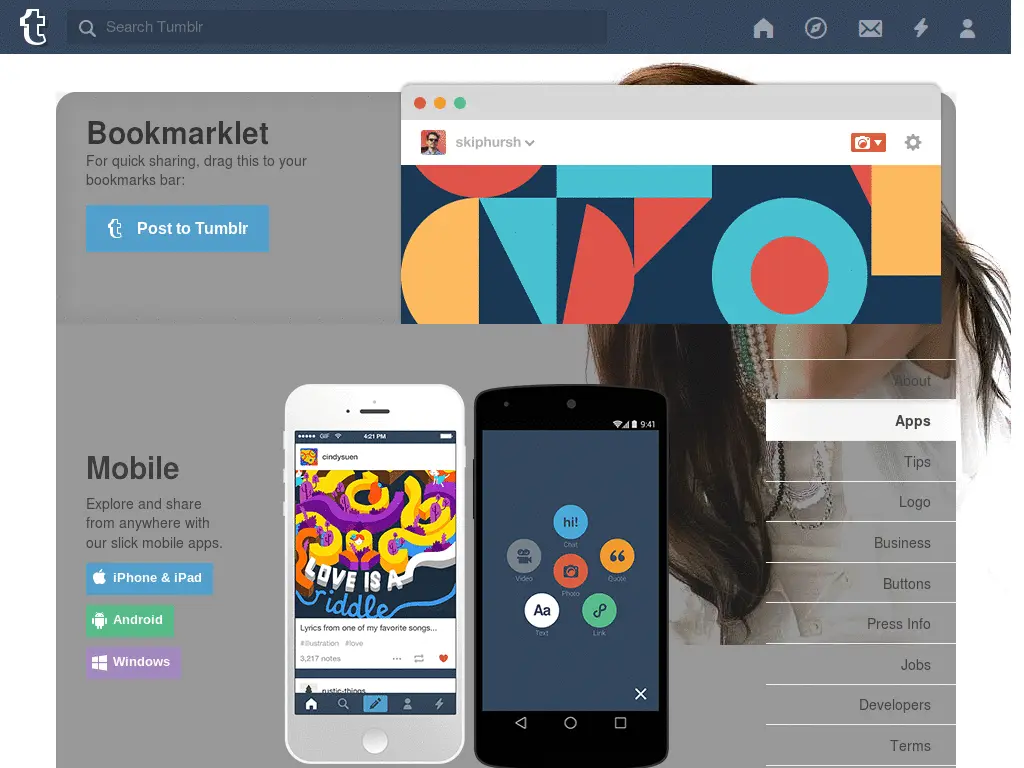 Search Tumblr
Bookmarklet
For quick sharing, drag this to your
bookmarks bar:
Post to Tumblr
skiphursh
Mobile
Explore and share
from anywhere with
our slick mobile apps.
iPhone & iPad
Android
Windows
GIF
4:21 PM
cindysuen
LOVE IS A
riddle
Lyrics from one of my favorite songs...
#illustration #love
3,217 notes
rustic-things
9:41
hi!
Chat
Video
Quote
Photo
Aa
Text
Link
About
Apps
Tips
Logo
Business
Buttons
Press Info
Jobs
Developers
Terms